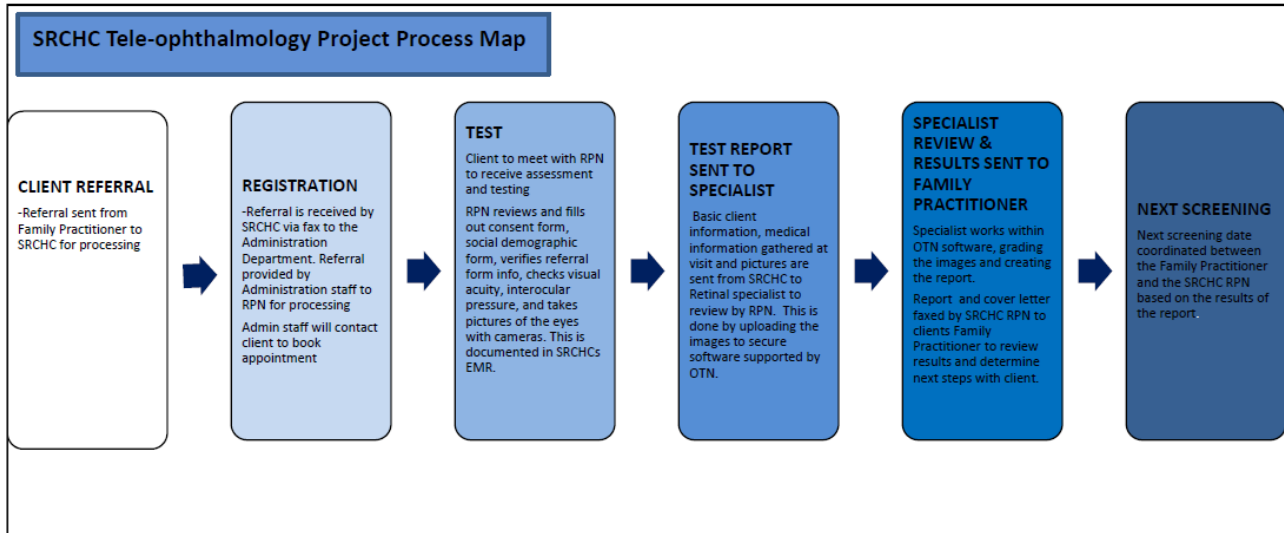 SRCHC Tele-ophthalmology Project Process Map
CLIENT REFERRAL
-Referral sent from
Family Practitioner to
SRCHC for processing
REGISTRATION
-Referral is received by
SRCHC via fax to the
Administration
Department. Referral
provided by
Administration staff to
RPN for processing
Admin staff will contact
client to book
appointment
TEST
Client to meet with RPN
to receive assessment
and testing
RPN reviews and fills
out consent form,
social demographic
form, verifies referral
form info, checks visual
acuity, interocular
pressure, and takes
pictures of the eyes
with cameras. This is
documented in SRCHCs
EMR.
TEST REPORT
SENT TO
SPECIALIST
Basic client
information, medical
information gathered at
visit and pictures are
sent from SRCHC to
Retinal specialist to
review by RPN. This is
done by uploading the
images to secure
software supported by
OTN.
SPECIALIST
REVIEW &
RESULTS SENT TO
FAMILY
PRACTITIONER
Specialist works within
OTN software, grading
the images and creating
the report.
Report and cover letter
faxed by SRCHC RPN to
clients Family
Practitioner to review
results and determine
next steps with client.
NEXT SCREENING
Next screening date
coordinated between
the Family Practitioner
and the SRCHC RPN
based on the results of
the report.